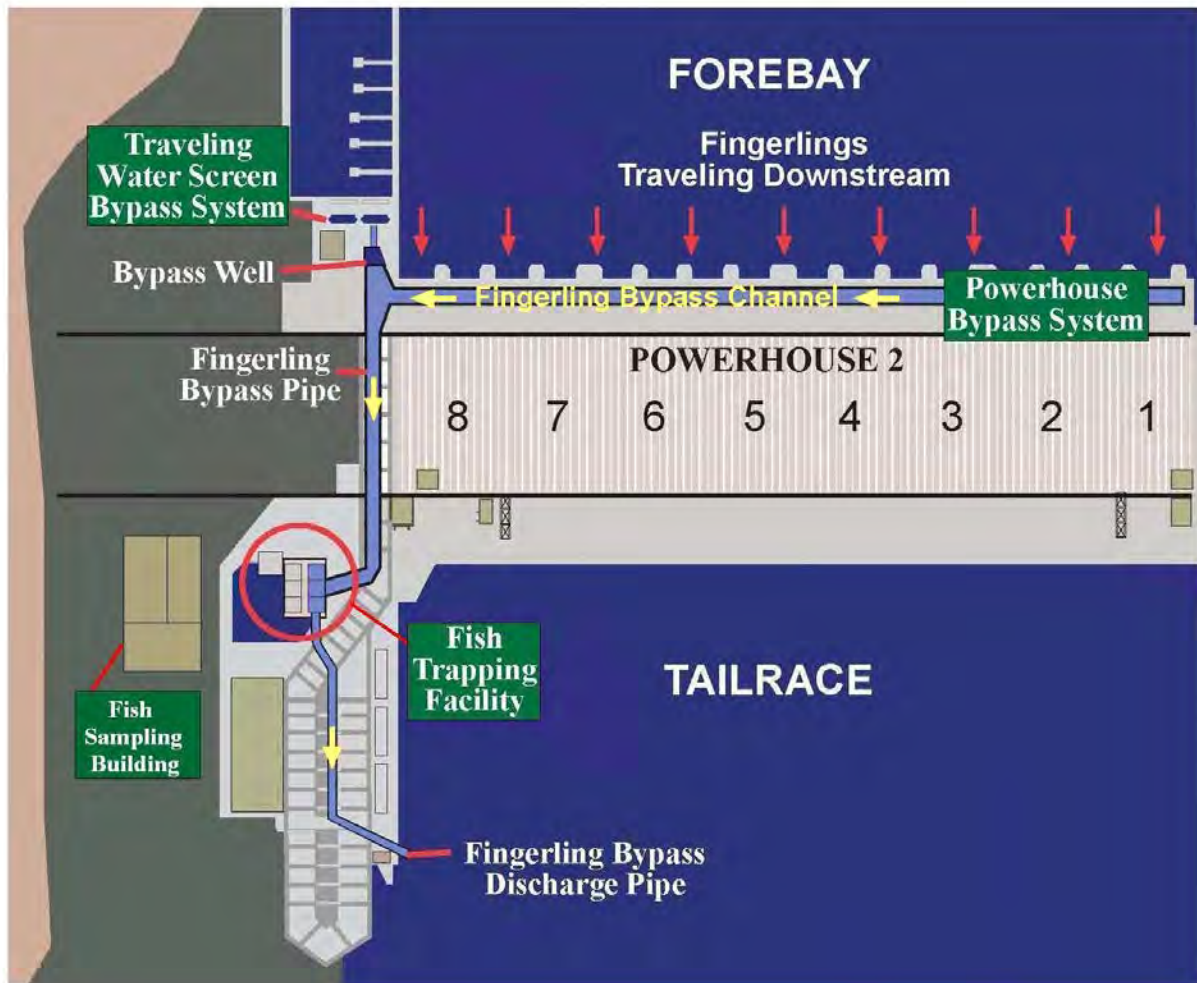 FOREBAY
Fingerlings
Traveling Downstream
Traveling
Water Screen
Bypass System
Bypass Well
Fingerling Bypass Channel
Powerhouse
Bypass System
Fingerling
Bypass Pipe
POWERHOUSE 2
8 7 6 5 4 3 2 1
Fish
Trapping
Facility
TAILRACE
Fish
Sampling
Building
Fingerling Bypass
Discharge Pipe